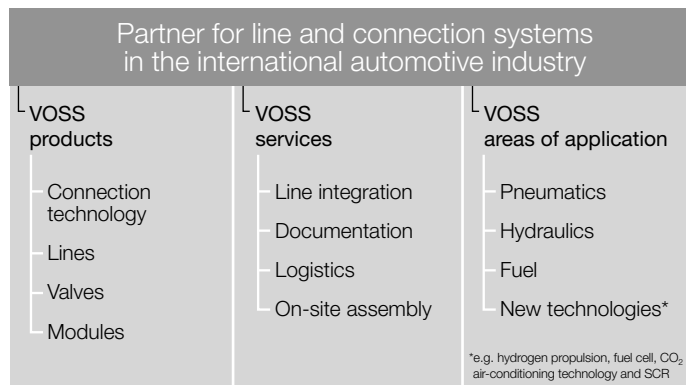 Partner for line and connection systems
in the international automotive industry
VOSS
products
Connection
technology
Lines
Valves
Modules
VOSS
services
Line integration
Documentation
Logistics
On-site assembly
VOSS
areas of application
Pneumatics
Hydraulics
Fuel
New technologies*
*e.g. hydrogen propulsion, fuel cell, CO₂
air-conditioning technology and SCR